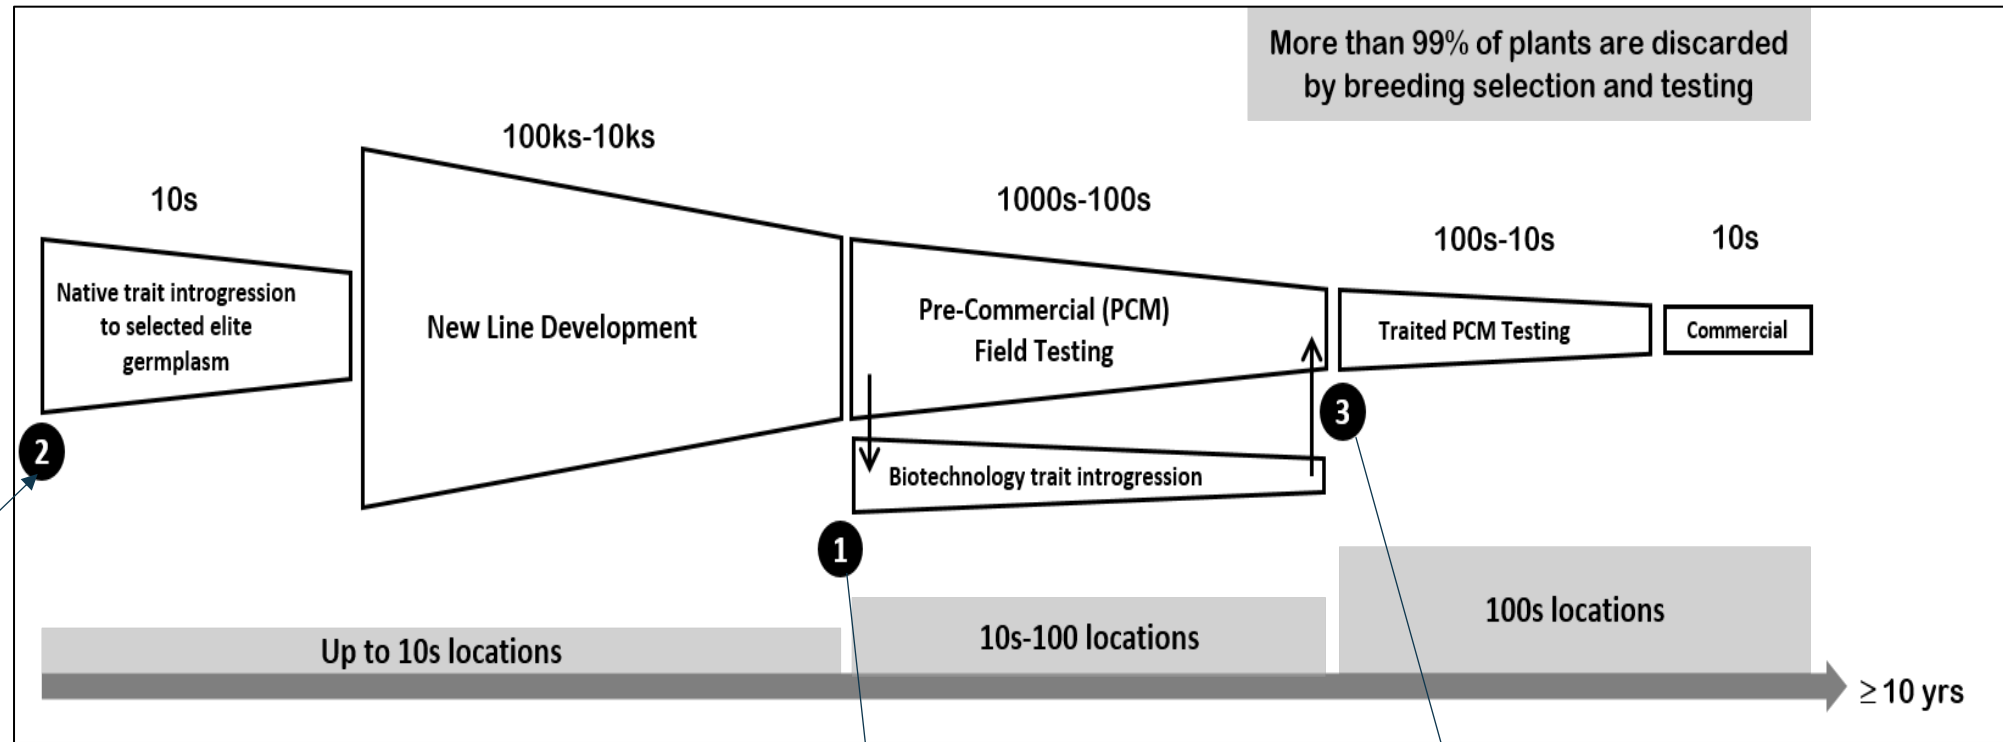 More than 99% of plants are discarded
by breeding selection and testing
100ks-10ks
10s
1000s-100s
100s-10s
10s
Native trait introgression
to selected elite
germplasm
New Line Development
Pre-Commercial (PCM)
Field Testing
Traited PCM Testing
Commercial
2
3
Biotechnology trait introgression
1
Up to 10s locations
10s-100 locations
100s locations
≥ 10 yrs